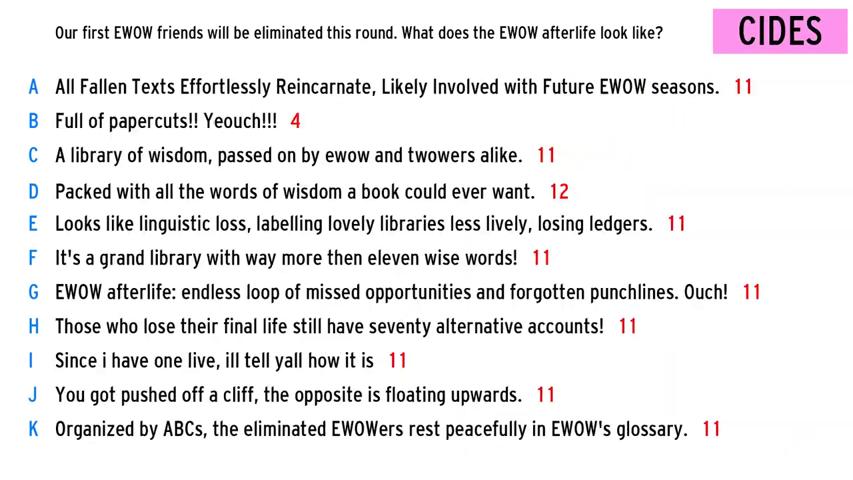 Our first EWOW friends will be eliminated this round. What does the EWOW afterlife look like?
CIDES
A All Fallen Texts Effortlessly Reincarnate, Likely Involved with Future EWOW seasons. 11
B Full of papercuts!! Yeouch!!! 4
C A library of wisdom, passed on by ewow and twowers alike. 11
D Packed with all the words of wisdom a book could ever want. 12
E Looks like linguistic loss, labelling lovely libraries less lively, losing ledgers. 11
F It's a grand library with way more then eleven wise words! 11
G EWOW afterlife: endless loop of missed opportunities and forgotten punchlines. Ouch! 11
H Those who lose their final life still have seventy alternative accounts! 11
I Since i have one live, ill tell yall how it is 11
J You got pushed off a cliff, the opposite is floating upwards. 11
K Organized by ABCs, the eliminated EWOWers rest peacefully in EWOW's glossary. 11